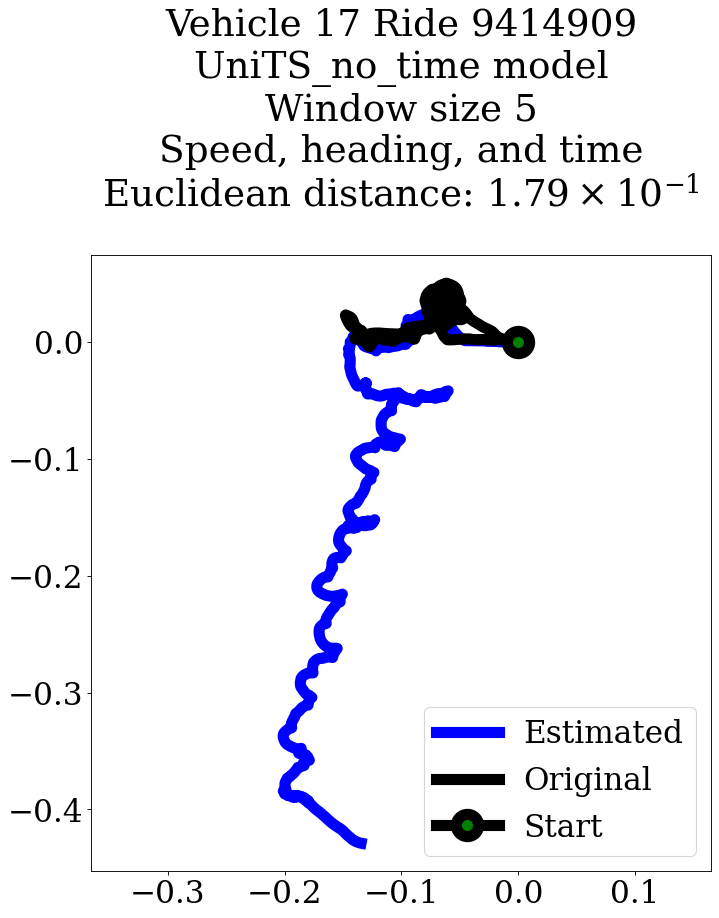 Vehicle 17 Ride 9414909
UniTS_no_time model
Window size 5
Speed, heading, and time
Euclidean distance: 1.79 × 10⁻¹
0.0
−0.1
−0.2
−0.3
−0.4
Estimated
Original
Start
−0.3 −0.2 −0.1 0.0 0.1